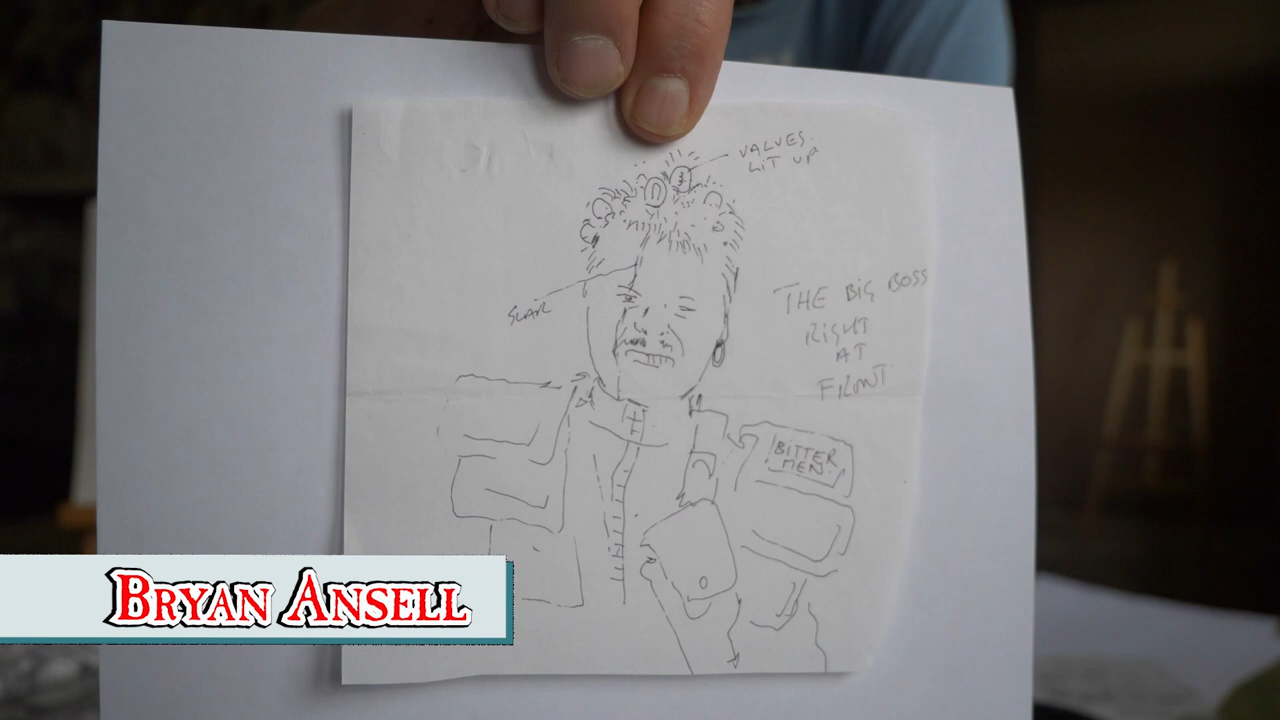 VALVES
LIT UP
SCAR
THE BIG BOSS
RIGHT
AT
FRONT
BITTER
MEN
BRYAN ANSELL